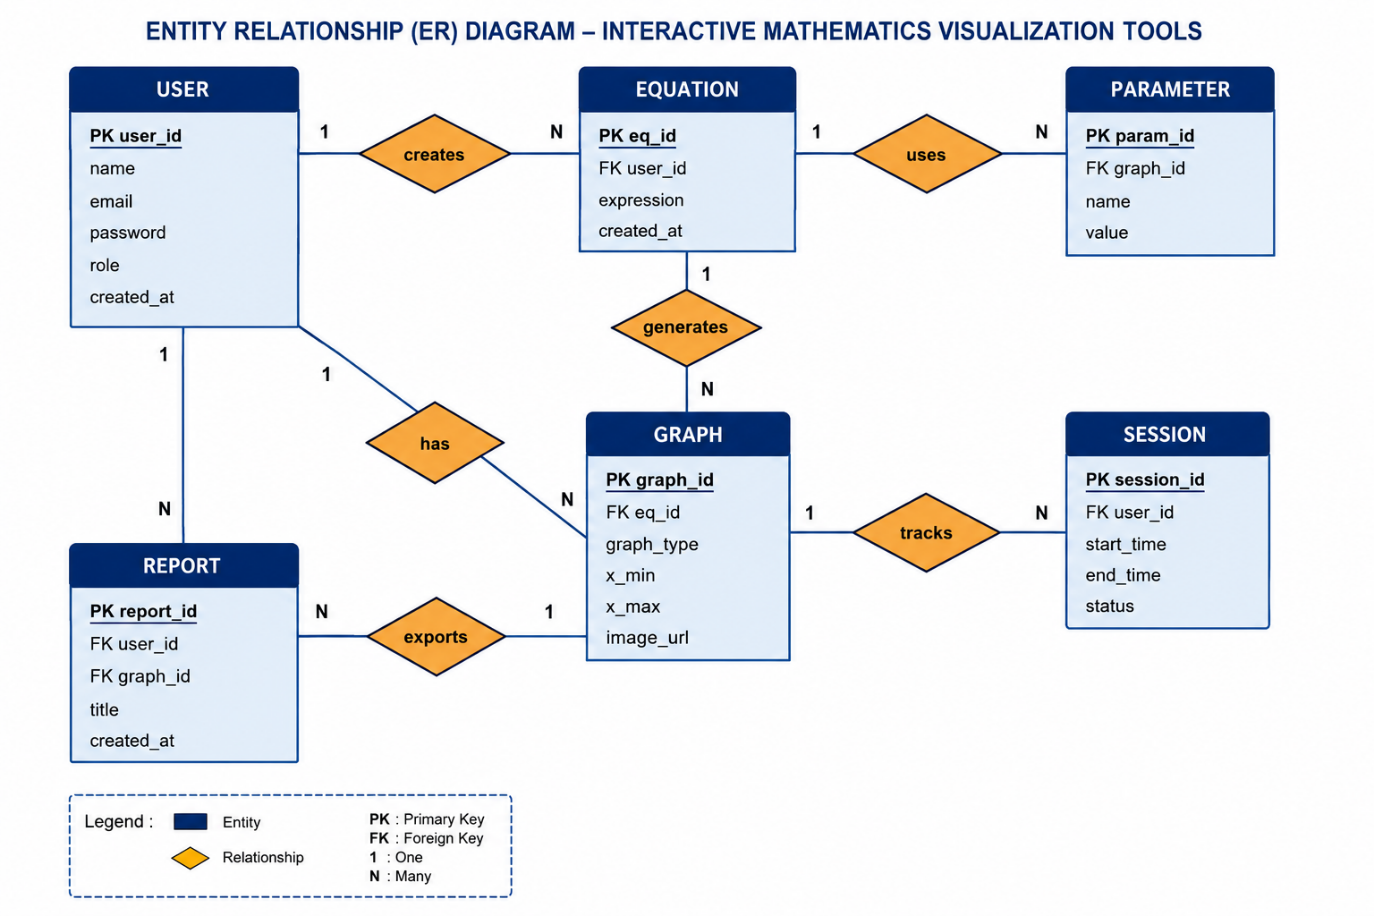 ENTITY RELATIONSHIP (ER) DIAGRAM – INTERACTIVE MATHEMATICS VISUALIZATION TOOLS
USER
PK user_id
name
email
password
role
created_at
1
creates
N
EQUATION
PK eq_id
FK user_id
expression
created_at
1
uses
N
PARAMETER
PK param_id
FK graph_id
name
value
1
generates
N
1
N
1
has
N
GRAPH
PK graph_id
FK eq_id
graph_type
x_min
x_max
image_url
1
tracks
N
SESSION
PK session_id
FK user_id
start_time
end_time
status
REPORT
PK report_id
FK user_id
FK graph_id
title
created_at
N
exports
1
Legend :
Entity
Relationship
PK : Primary Key
FK : Foreign Key
1 : One
N : Many